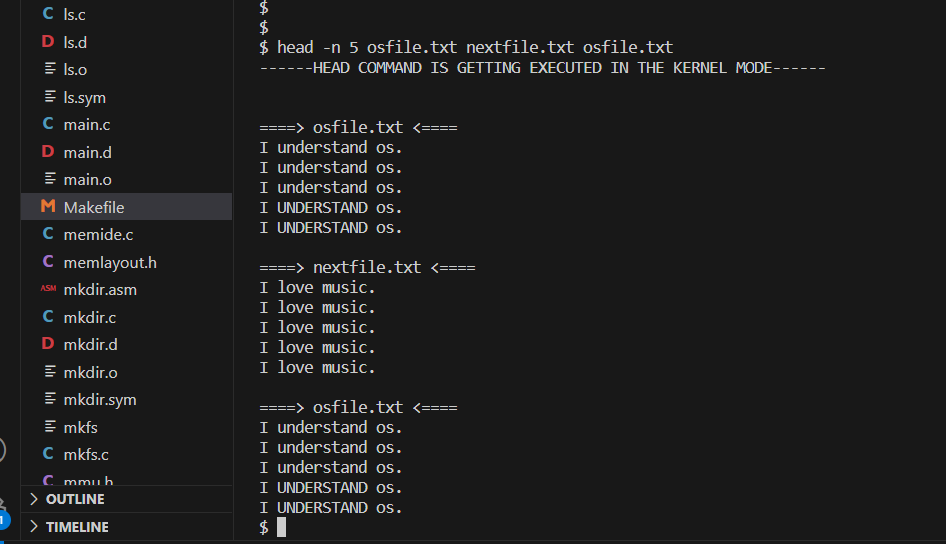 ls.c
ls.d
ls.o
ls.sym
main.c
main.d
main.o
Makefile
memide.c
memlayout.h
ASM mkdir.asm
mkdir.c
mkdir.d
mkdir.o
mkdir.sym
mkfs
mkfs.c
mmu.h
OUTLINE
TIMELINE
$
$
$ head -n 5 osfile.txt nextfile.txt osfile.txt
------HEAD COMMAND IS GETTING EXECUTED IN THE KERNEL MODE------
====> osfile.txt <====
I understand os.
I understand os.
I understand os.
I UNDERSTAND os.
I UNDERSTAND os.
====> nextfile.txt <====
I love music.
I love music.
I love music.
I love music.
I love music.
====> osfile.txt <====
I understand os.
I understand os.
I understand os.
I UNDERSTAND os.
I UNDERSTAND os.
$